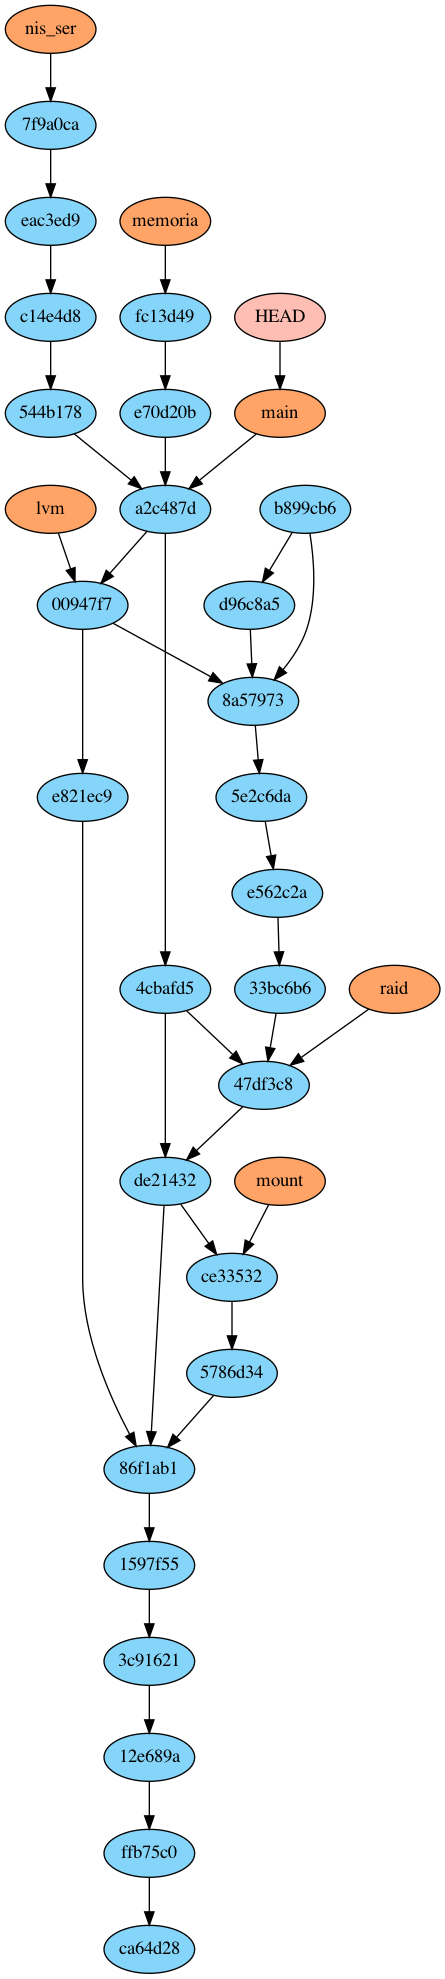 nis_ser
7f9a0ca
eac3ed9
memoria
c14e4d8
fc13d49
HEAD
544b178
e70d20b
main
lvm
a2c487d
b899cb6
00947f7
d96c8a5
8a57973
e821ec9
5e2c6da
e562c2a
4cbafd5
33bc6b6
raid
47df3c8
de21432
mount
ce33532
5786d34
86f1ab1
1597f55
3c91621
12e689a
ffb75c0
ca64d28